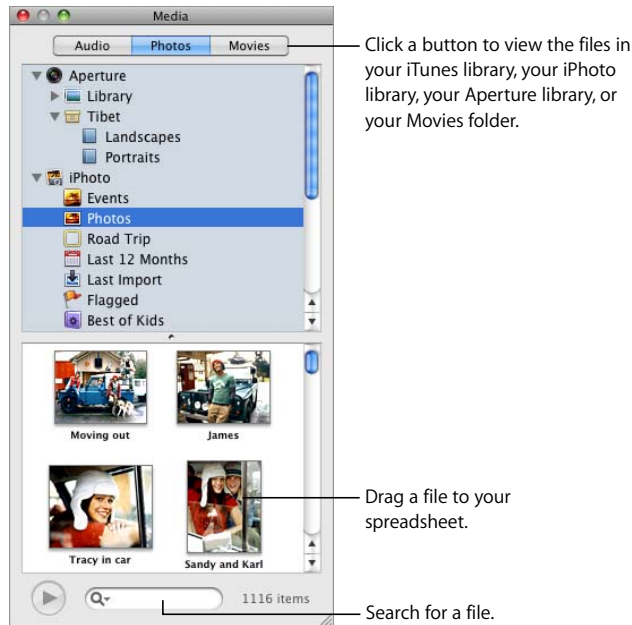 Media
Audio Photos Movies
Click a button to view the files in
your iTunes library, your iPhoto
library, your Aperture library, or
your Movies folder.
Aperture
Library
Tibet
Landscapes
Portraits
iPhoto
Events
Photos
Road Trip
Last 12 Months
Last Import
Flagged
Best of Kids
Moving out
James
Tracy in car
Sandy and Karl
Drag a file to your
spreadsheet.
1116 items
Search for a file.